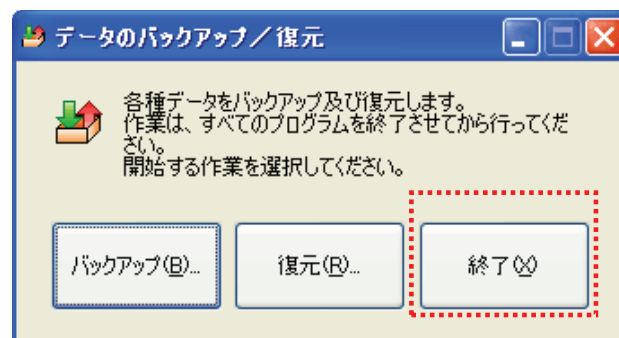 データのバックアップ／復元
各種データをバックアップ及び復元します。
作業は、すべてのプログラムを終了させてから行ってくだ
さい。
開始する作業を選択してください。
バックアップ(B)... 復元(R)... 終了(X)